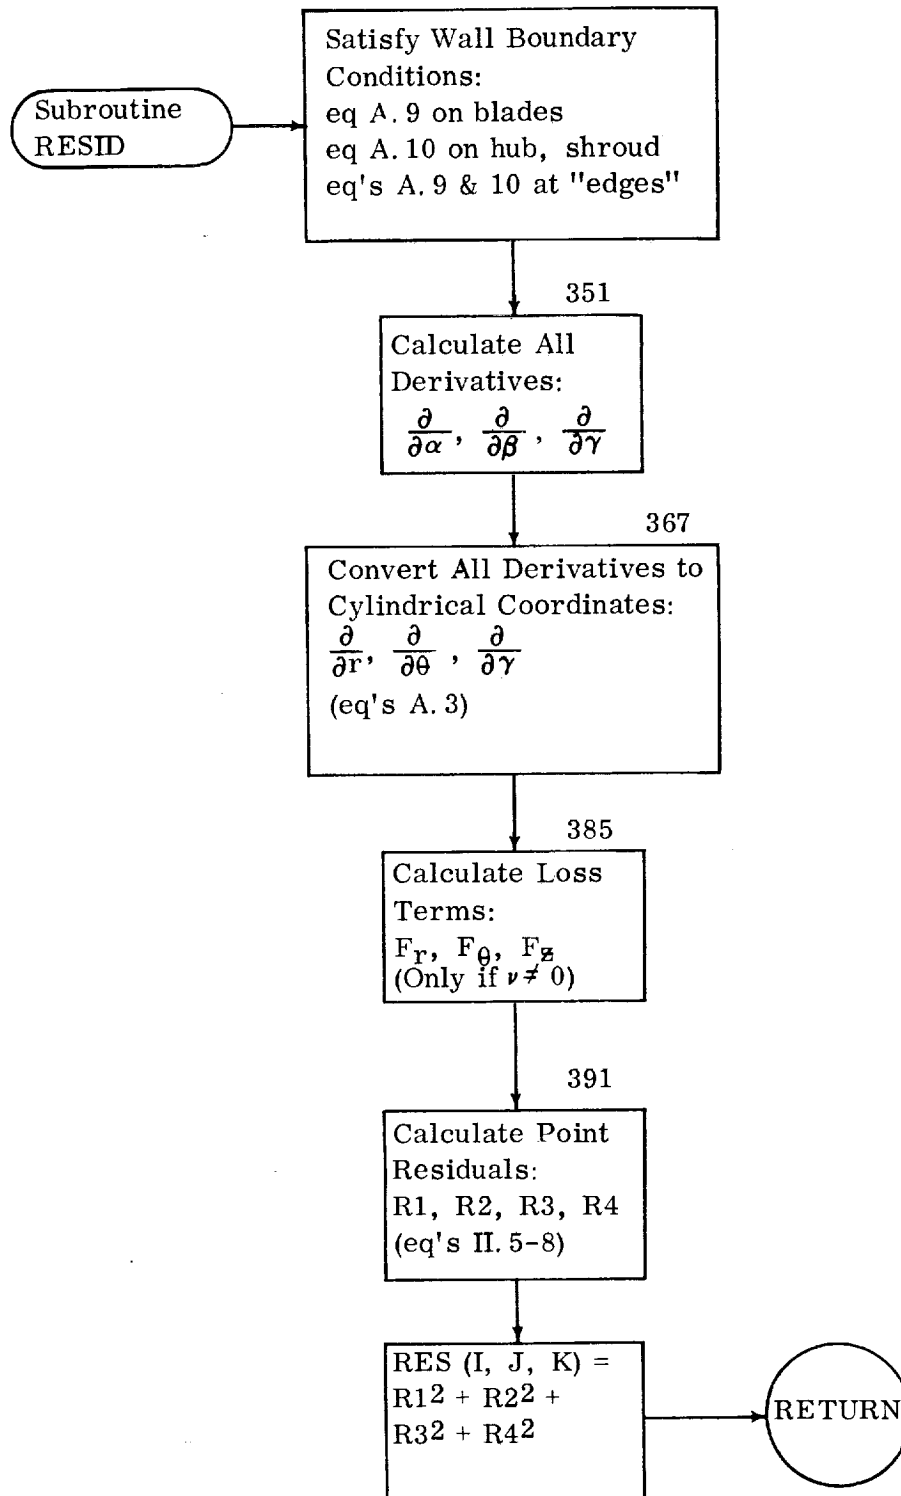 Subroutine
RESID
Satisfy Wall Boundary
Conditions:
eq A. 9 on blades
eq A. 10 on hub, shroud
eq's A. 9 & 10 at "edges"
351
Calculate All
Derivatives:
∂/∂α, ∂/∂β, ∂/∂γ
367
Convert All Derivatives to
Cylindrical Coordinates:
∂/∂r, ∂/∂θ, ∂/∂γ
(eq's A. 3)
385
Calculate Loss
Terms:
Fr, Fθ, Fz
(Only if ν ≠ 0)
391
Calculate Point
Residuals:
R1, R2, R3, R4
(eq's II. 5-8)
RES (I, J, K) =
R1² + R2² +
R3² + R4²
RETURN